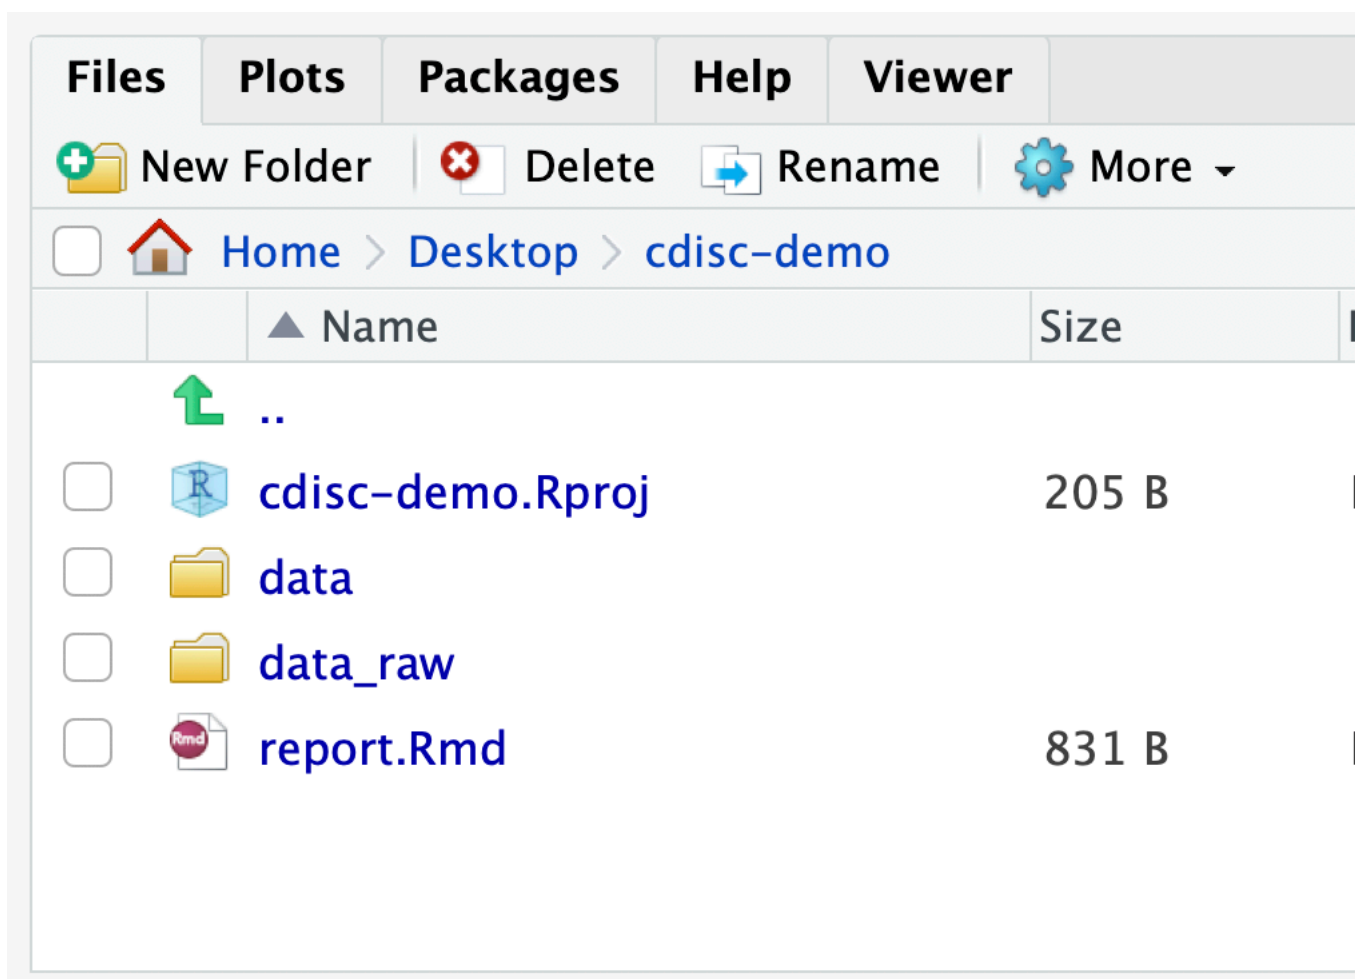 Files Plots Packages Help Viewer
New Folder Delete Rename More
Home Desktop cdisc-demo
Name Size
..
R cdisc-demo.Rproj 205 B
data
data_raw
Rmd report.Rmd 831 B